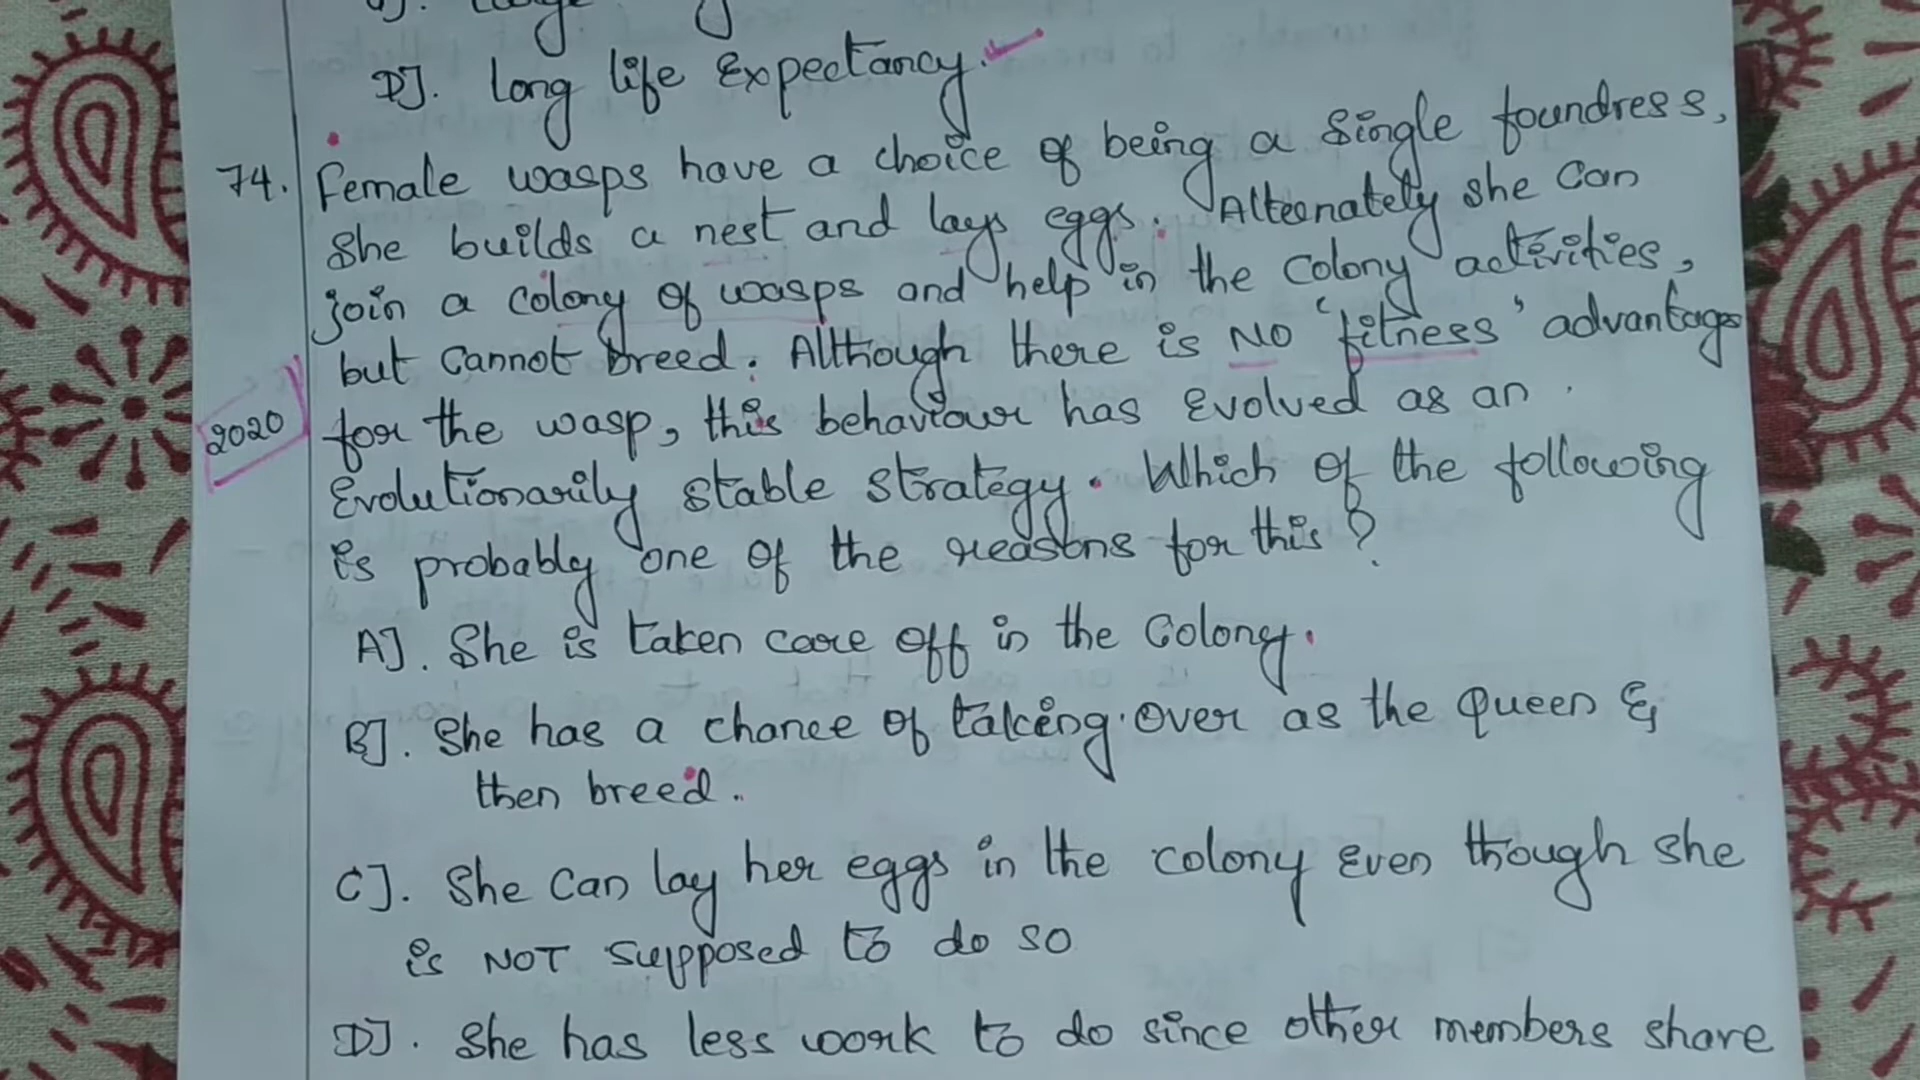 D]. Long life Expectancy.
74. Female wasps have a choice of being a single foundress,
she builds a nest and lays eggs. Alternately she can
join a colony of wasps and help in the colony activities,
but cannot breed. Although there is NO 'fitness' advantage
2020 for the wasp, this behaviour has evolved as an
Evolutionarily stable strategy. Which of the following
is probably one of the reasons for this?
A]. She is taken care off in the Colony.
B]. She has a chance of taking over as the queen &
then breed.
C]. She can lay her eggs in the colony Even though she
is NOT supposed to do so
D]. She has less work to do since other members share